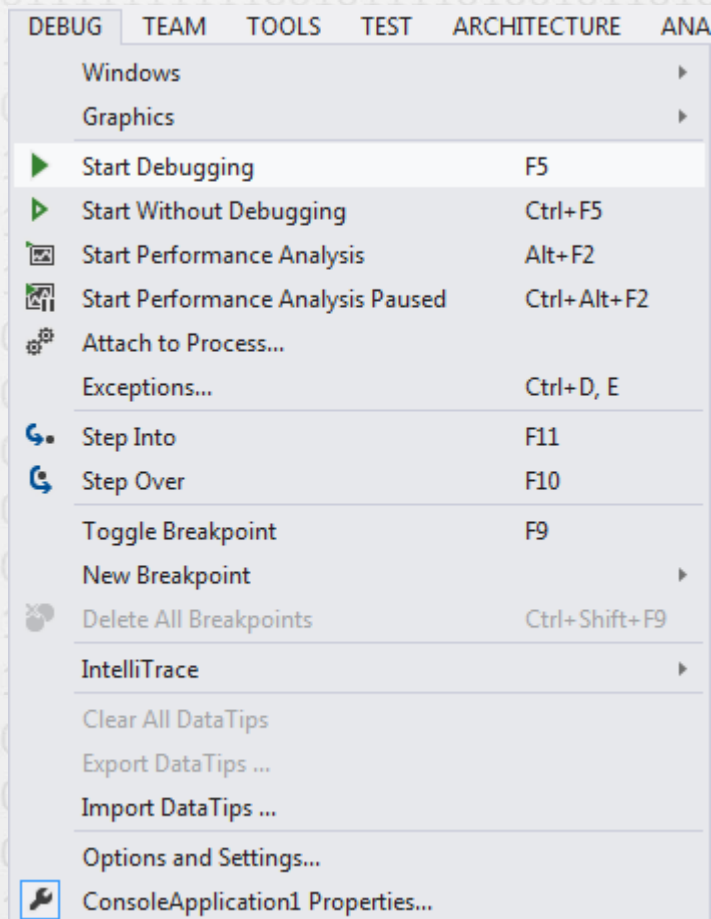 DEBUG TEAM TOOLS TEST ARCHITECTURE ANA
Windows
Graphics
Start Debugging F5
Start Without Debugging Ctrl+F5
Start Performance Analysis Alt+F2
Start Performance Analysis Paused Ctrl+Alt+F2
Attach to Process...
Exceptions... Ctrl+D, E
Step Into F11
Step Over F10
Toggle Breakpoint F9
New Breakpoint
Delete All Breakpoints Ctrl+Shift+F9
IntelliTrace
Clear All DataTips
Export DataTips ...
Import DataTips ...
Options and Settings...
ConsoleApplication1 Properties...